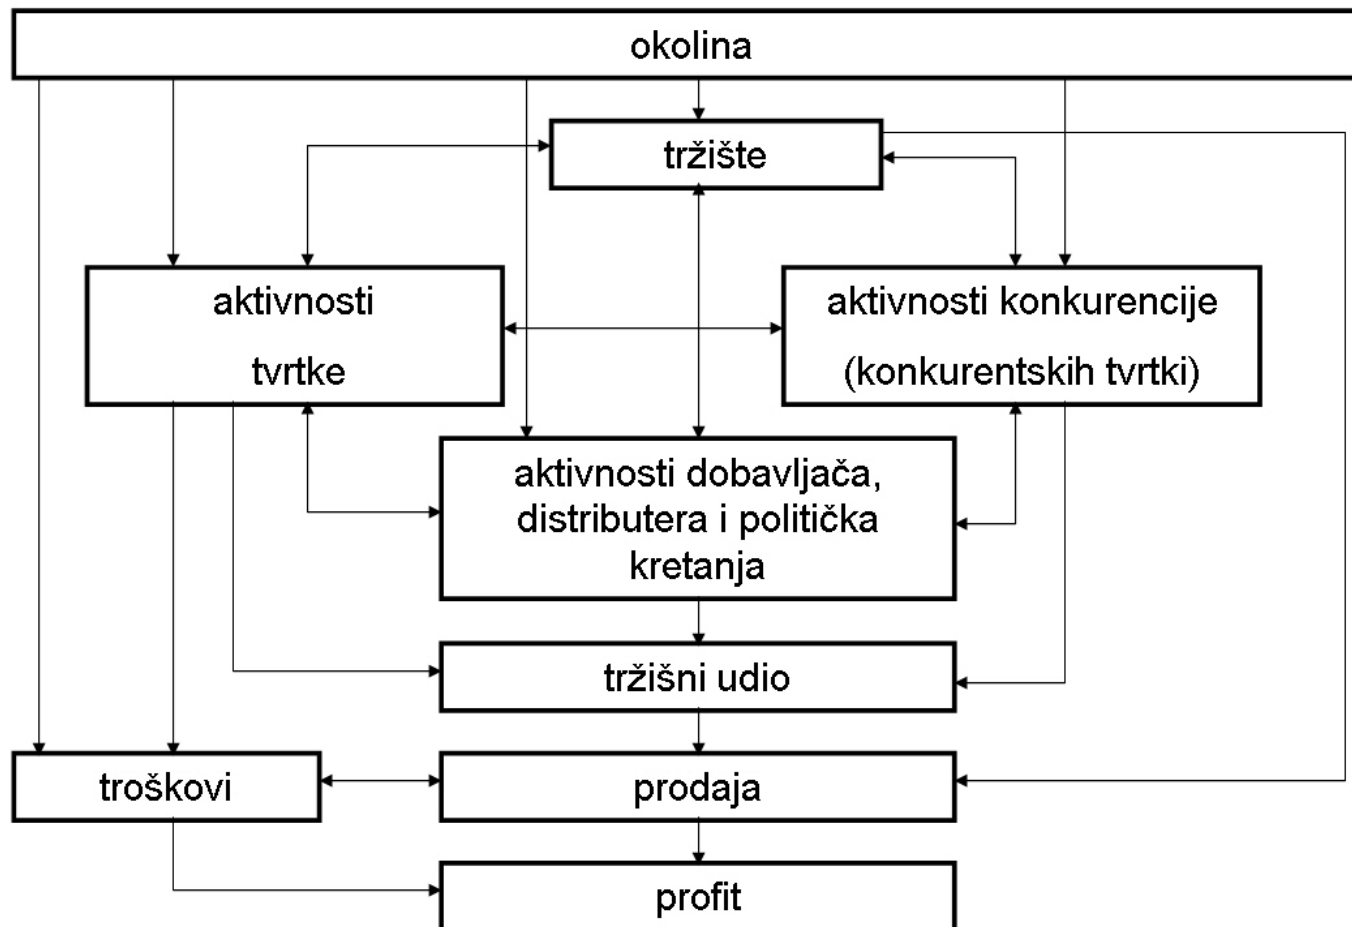 okolina
tržište
aktivnosti
tvrtke
aktivnosti konkurencije
(konkurentskih tvrtki)
aktivnosti dobavljača,
distributera i politička
kretanja
tržišni udio
troškovi
prodaja
profit